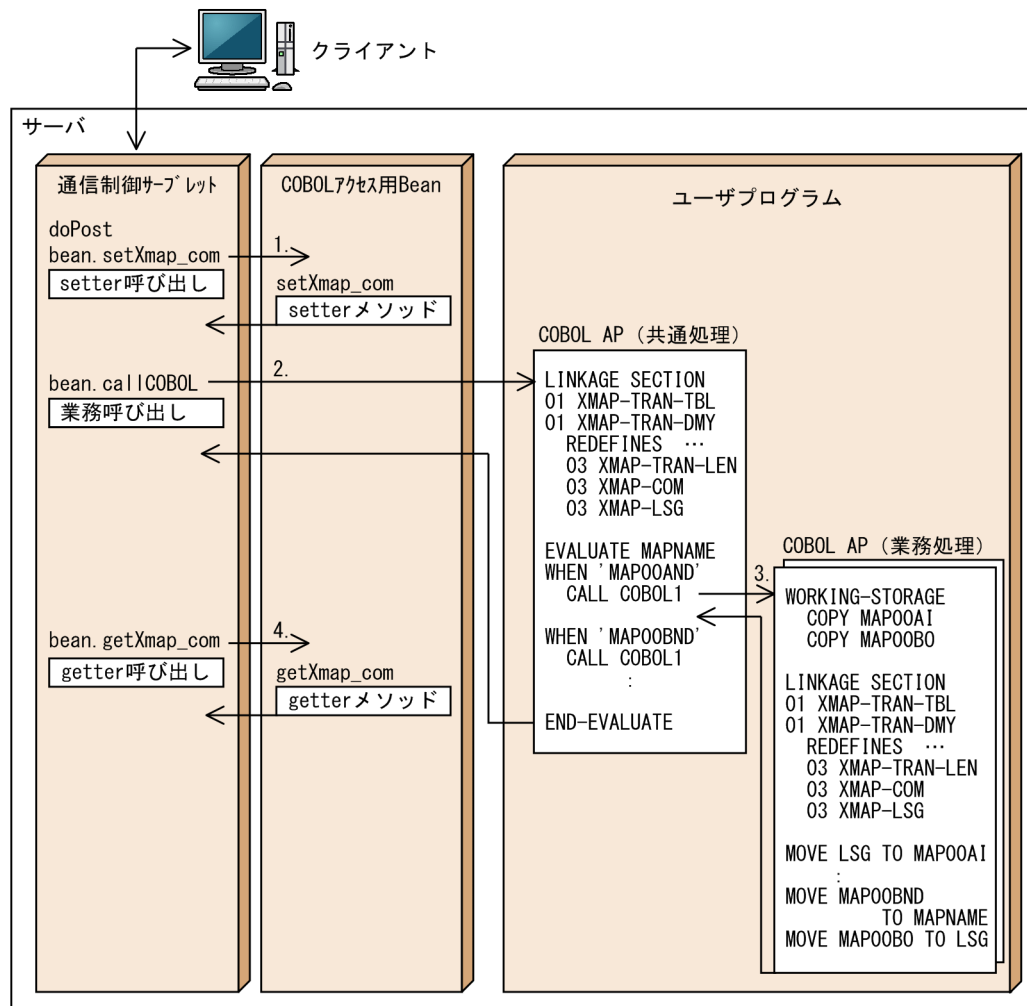 クライアント
サーバ
通信制御サーブレット
doPost
bean.setXmap_com
setter呼び出し
bean.callCOBOL
業務呼び出し
bean.getXmap_com
getter呼び出し
COBOLアクセス用Bean
1.
setXmap_com
setterメソッド
2.
4.
getXmap_com
getterメソッド
ユーザプログラム
COBOL AP（共通処理）
LINKAGE SECTION
01 XMAP-TRAN-TBL
01 XMAP-TRAN-DMY
REDEFINES …
03 XMAP-TRAN-LEN
03 XMAP-COM
03 XMAP-LSG
EVALUATE MAPNAME
WHEN 'MAP00AND'
CALL COBOL1
WHEN 'MAP00BND'
CALL COBOL1
:
END-EVALUATE
3.
COBOL AP（業務処理）
WORKING-STORAGE
COPY MAP00AI
COPY MAP00BO
LINKAGE SECTION
01 XMAP-TRAN-TBL
01 XMAP-TRAN-DMY
REDEFINES …
03 XMAP-TRAN-LEN
03 XMAP-COM
03 XMAP-LSG
MOVE LSG TO MAP00AI
:
MOVE MAP00BND
TO MAPNAME
MOVE MAP00BO TO LSG